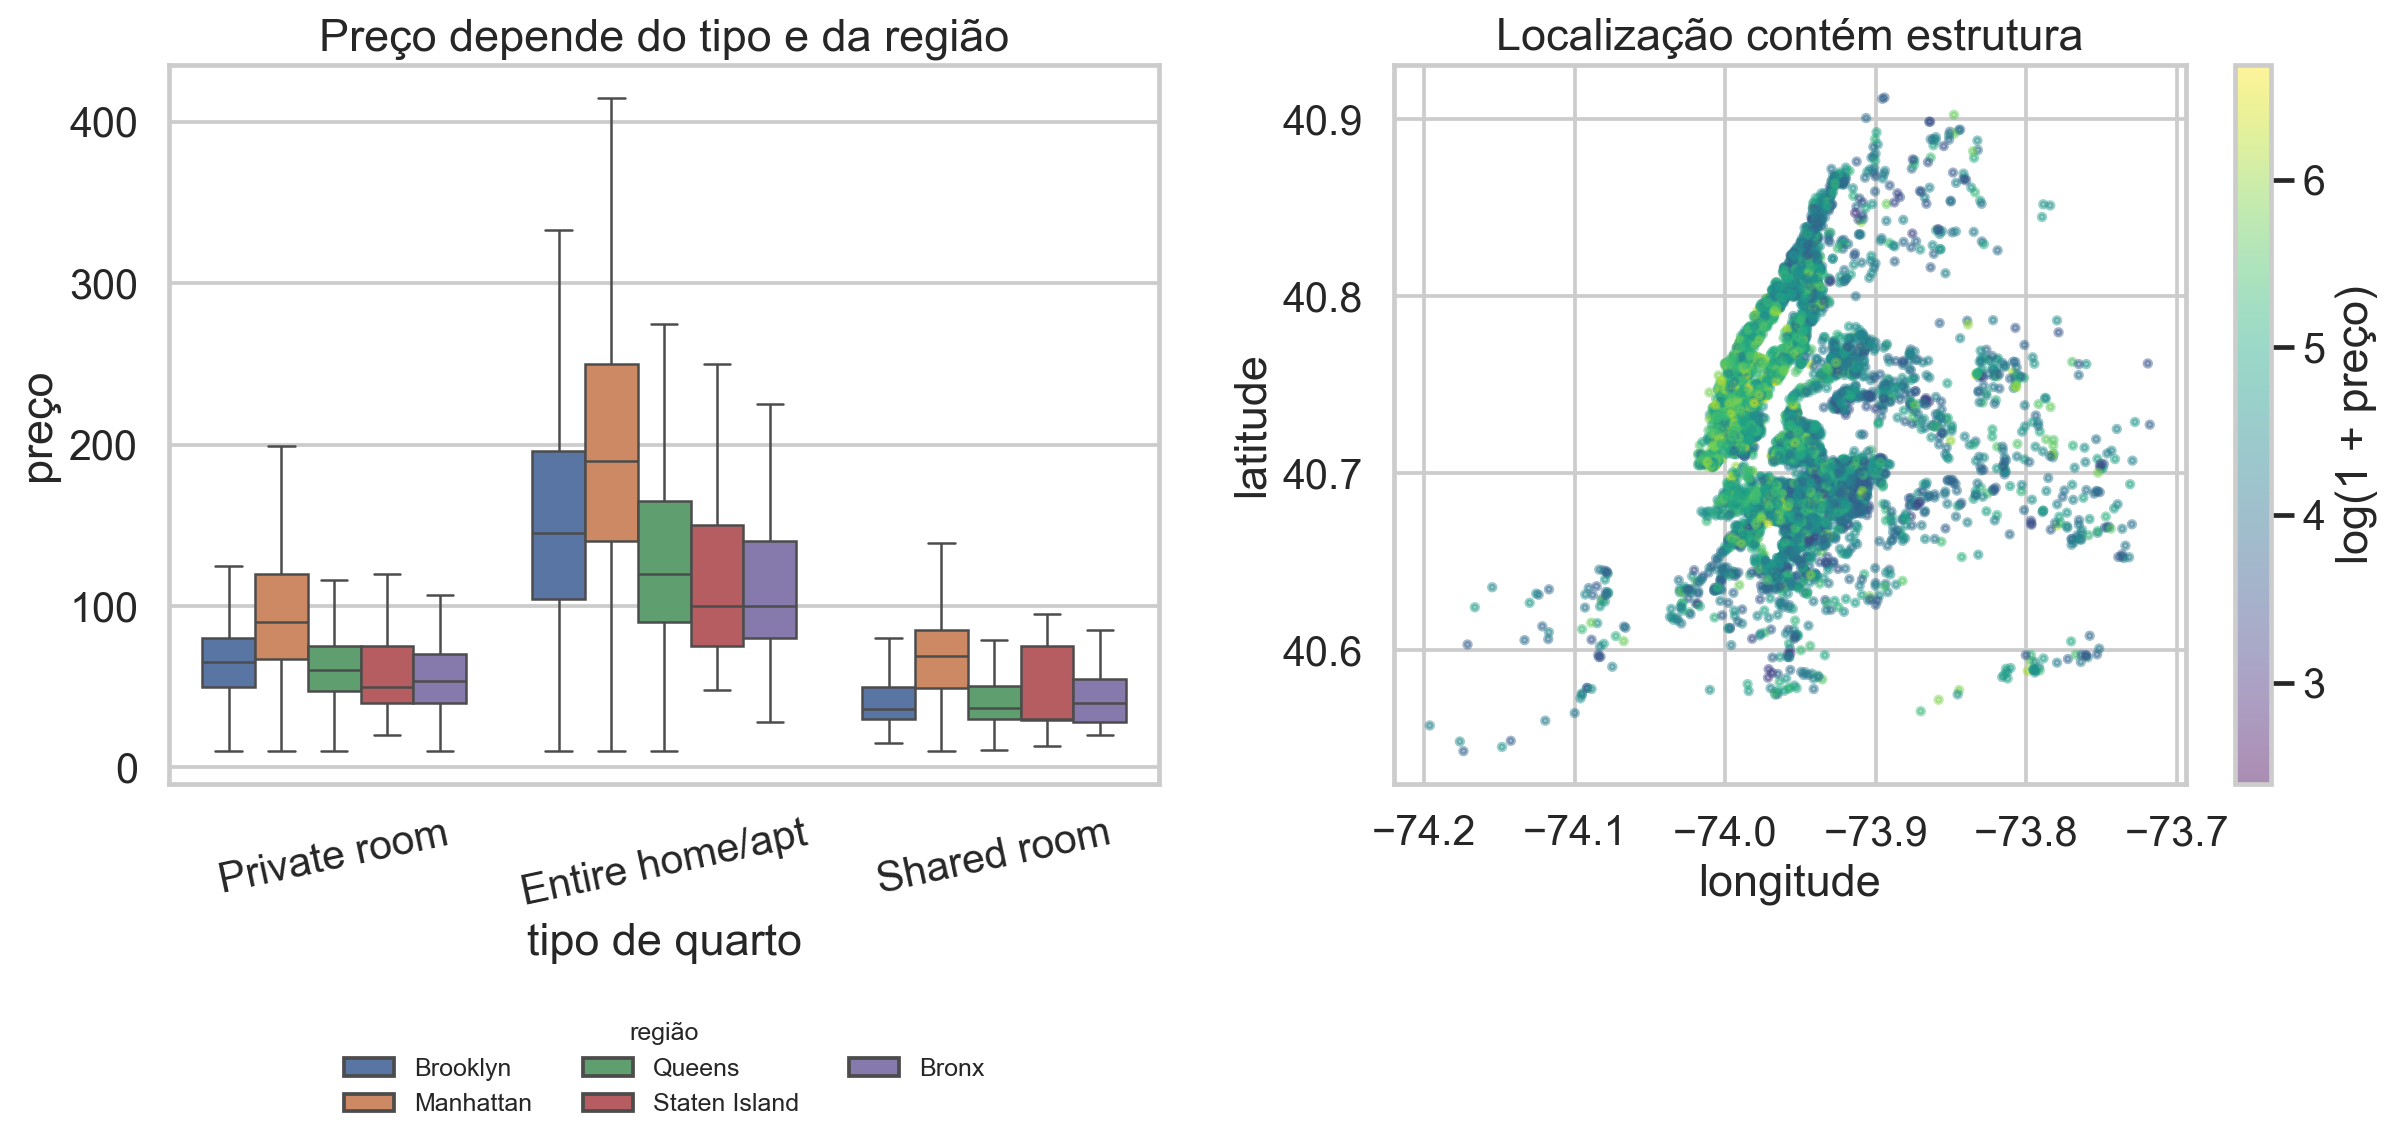 Preço depende do tipo e da região
400
300
200
100
0
preço
Private room
Entire home/apt
Shared room
tipo de quarto
região
Brooklyn
Manhattan
Queens
Staten Island
Bronx
Localização contém estrutura
40.9
40.8
40.7
40.6
latitude
−74.2
−74.1
−74.0
−73.9
−73.8
−73.7
longitude
6
5
4
3
log(1 + preço)